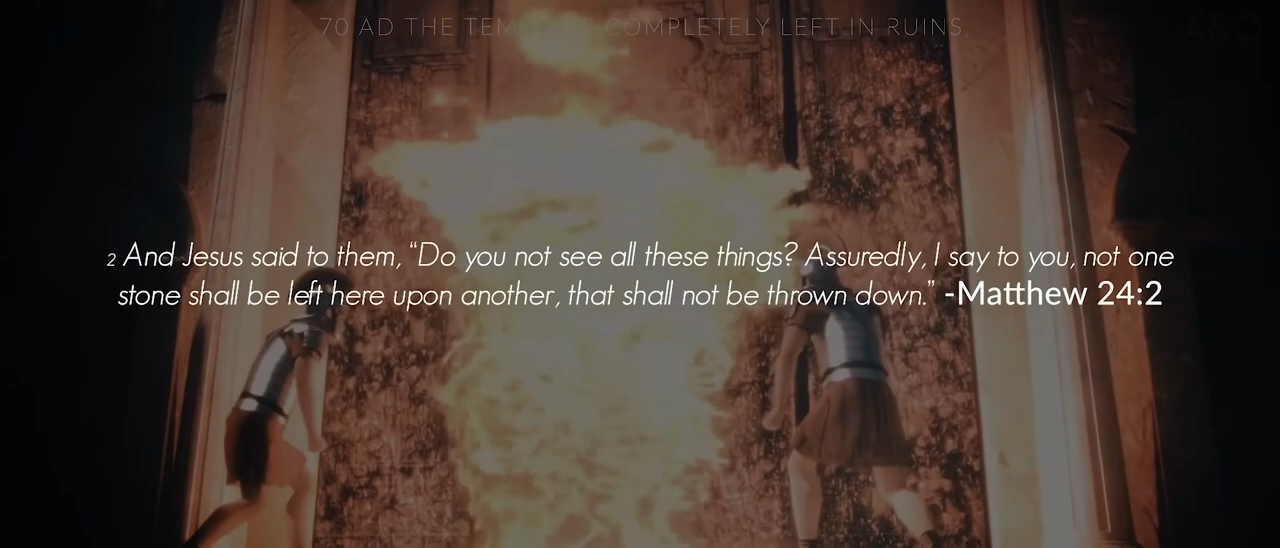 70 AD THE TEMPLE COMPLETELY LEFT IN RUINS
2 And Jesus said to them, “Do you not see all these things? Assuredly, I say to you, not one
stone shall be left here upon another, that shall not be thrown down.” -Matthew 24:2